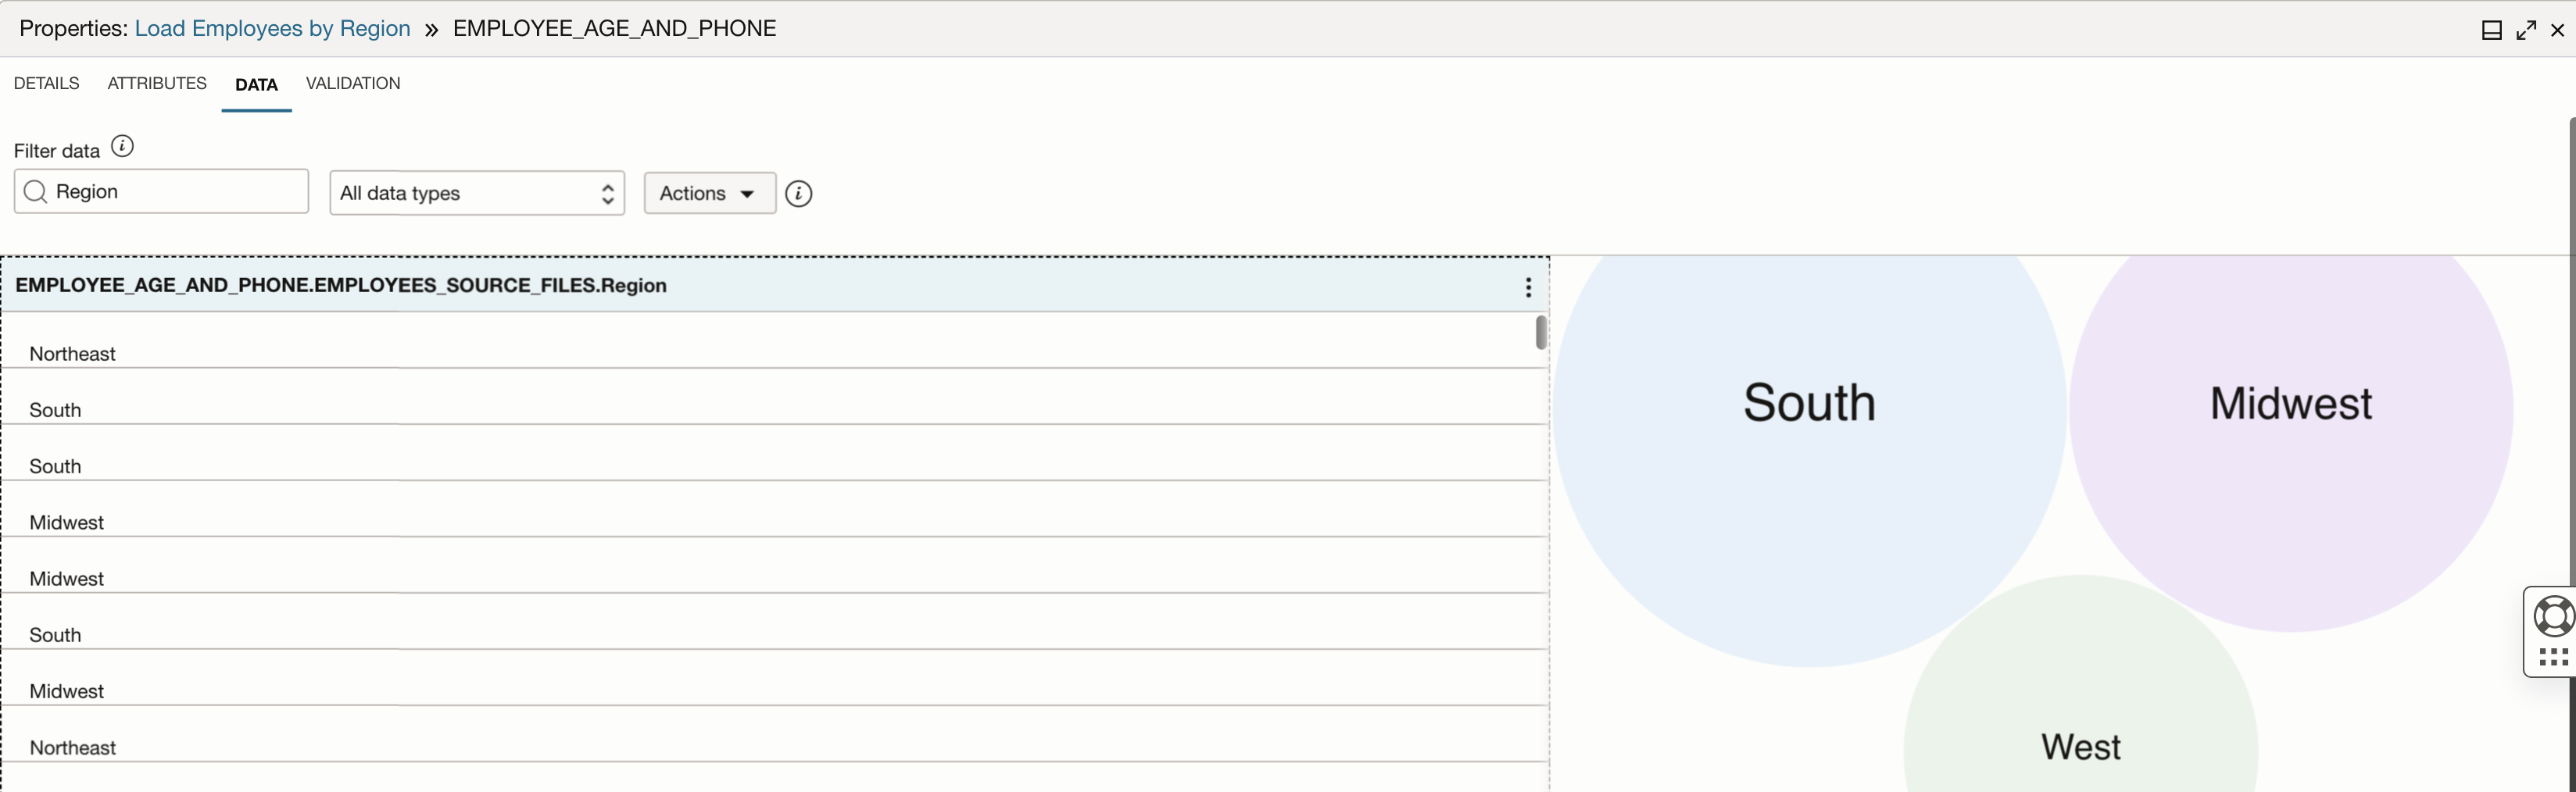 Properties: Load Employees by Region » EMPLOYEE_AGE_AND_PHONE
DETAILS ATTRIBUTES DATA VALIDATION
Filter data
Region All data types Actions
EMPLOYEE_AGE_AND_PHONE.EMPLOYEES_SOURCE_FILES.Region
Northeast
South
South
Midwest
Midwest
South
Midwest
Northeast
South
Midwest
West